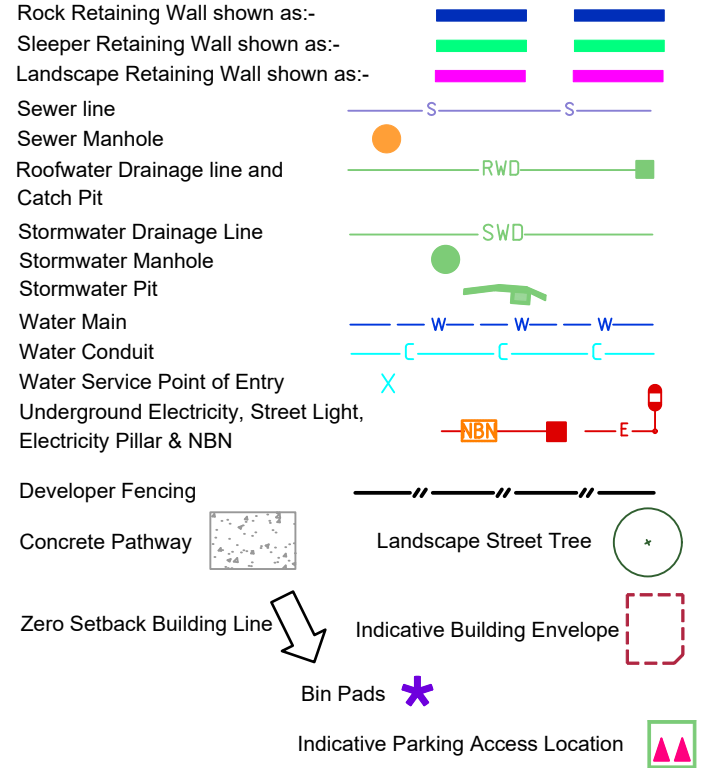 Rock Retaining Wall shown as:-
Sleeper Retaining Wall shown as:-
Landscape Retaining Wall shown as:-
Sewer line S S
Sewer Manhole
Roofwater Drainage line and RWD
Catch Pit
Stormwater Drainage Line SWD
Stormwater Manhole
Stormwater Pit
Water Main W W W
Water Conduit C C C
Water Service Point of Entry
Underground Electricity, Street Light,
Electricity Pillar & NBN NBN E
Developer Fencing
Concrete Pathway
Landscape Street Tree
Zero Setback Building Line
Indicative Building Envelope
Bin Pads
Indicative Parking Access Location